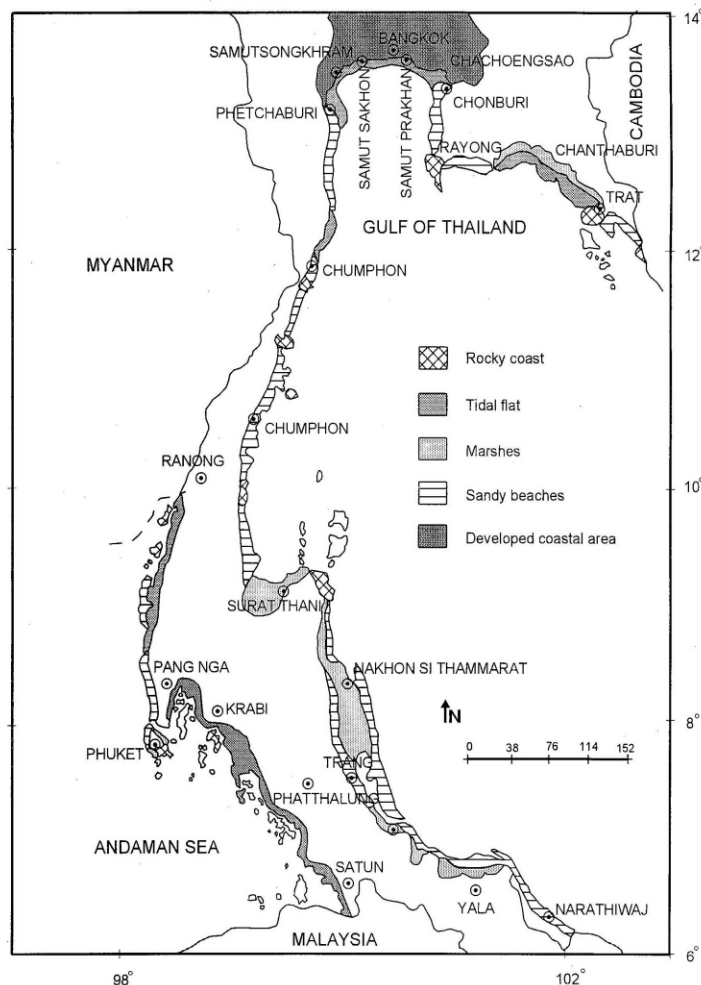 14°
BANGKOK
SAMUTSONGKHRAM
CHACHOENGSAO
CAMBODIA
PHETCHABURI
SAMUT SAKHON
SAMUT PRAKHAN
CHONBURI
RAYONG
CHANTHABURI
TRAT
GULF OF THAILAND
12°
MYANMAR
CHUMPHON
Rocky coast
Tidal flat
CHUMPHON
Marshes
RANONG
10°
Sandy beaches
Developed coastal area
SURAT THANI
PANG NGA
NAKHON SI THAMMARAT
KRABI
N
8°
PHUKET
0 38 76 114 152
TRANG
PHATTHALUNG
ANDAMAN SEA
SATUN
YALA
NARATHIWAJ
MALAYSIA
6°
98°
102°